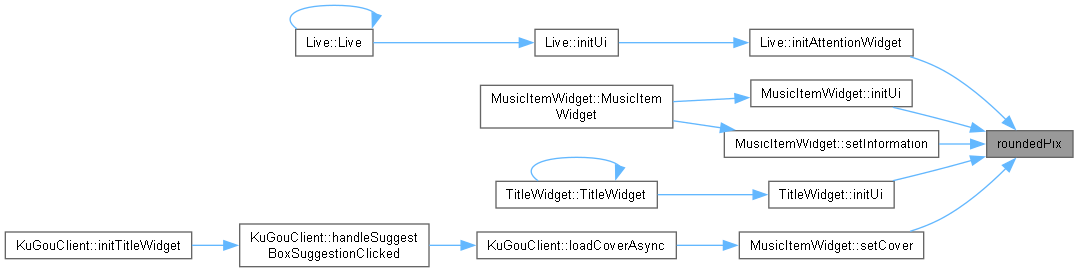 Live::Live
Live::initUi
Live::initAttentionWidget
MusicItemWidget::MusicItem
Widget
MusicItemWidget::initUi
MusicItemWidget::setInformation
roundedPix
TitleWidget::TitleWidget
TitleWidget::initUi
KuGouClient::initTitleWidget
KuGouClient::handleSuggest
BoxSuggestionClicked
KuGouClient::loadCoverAsync
MusicItemWidget::setCover